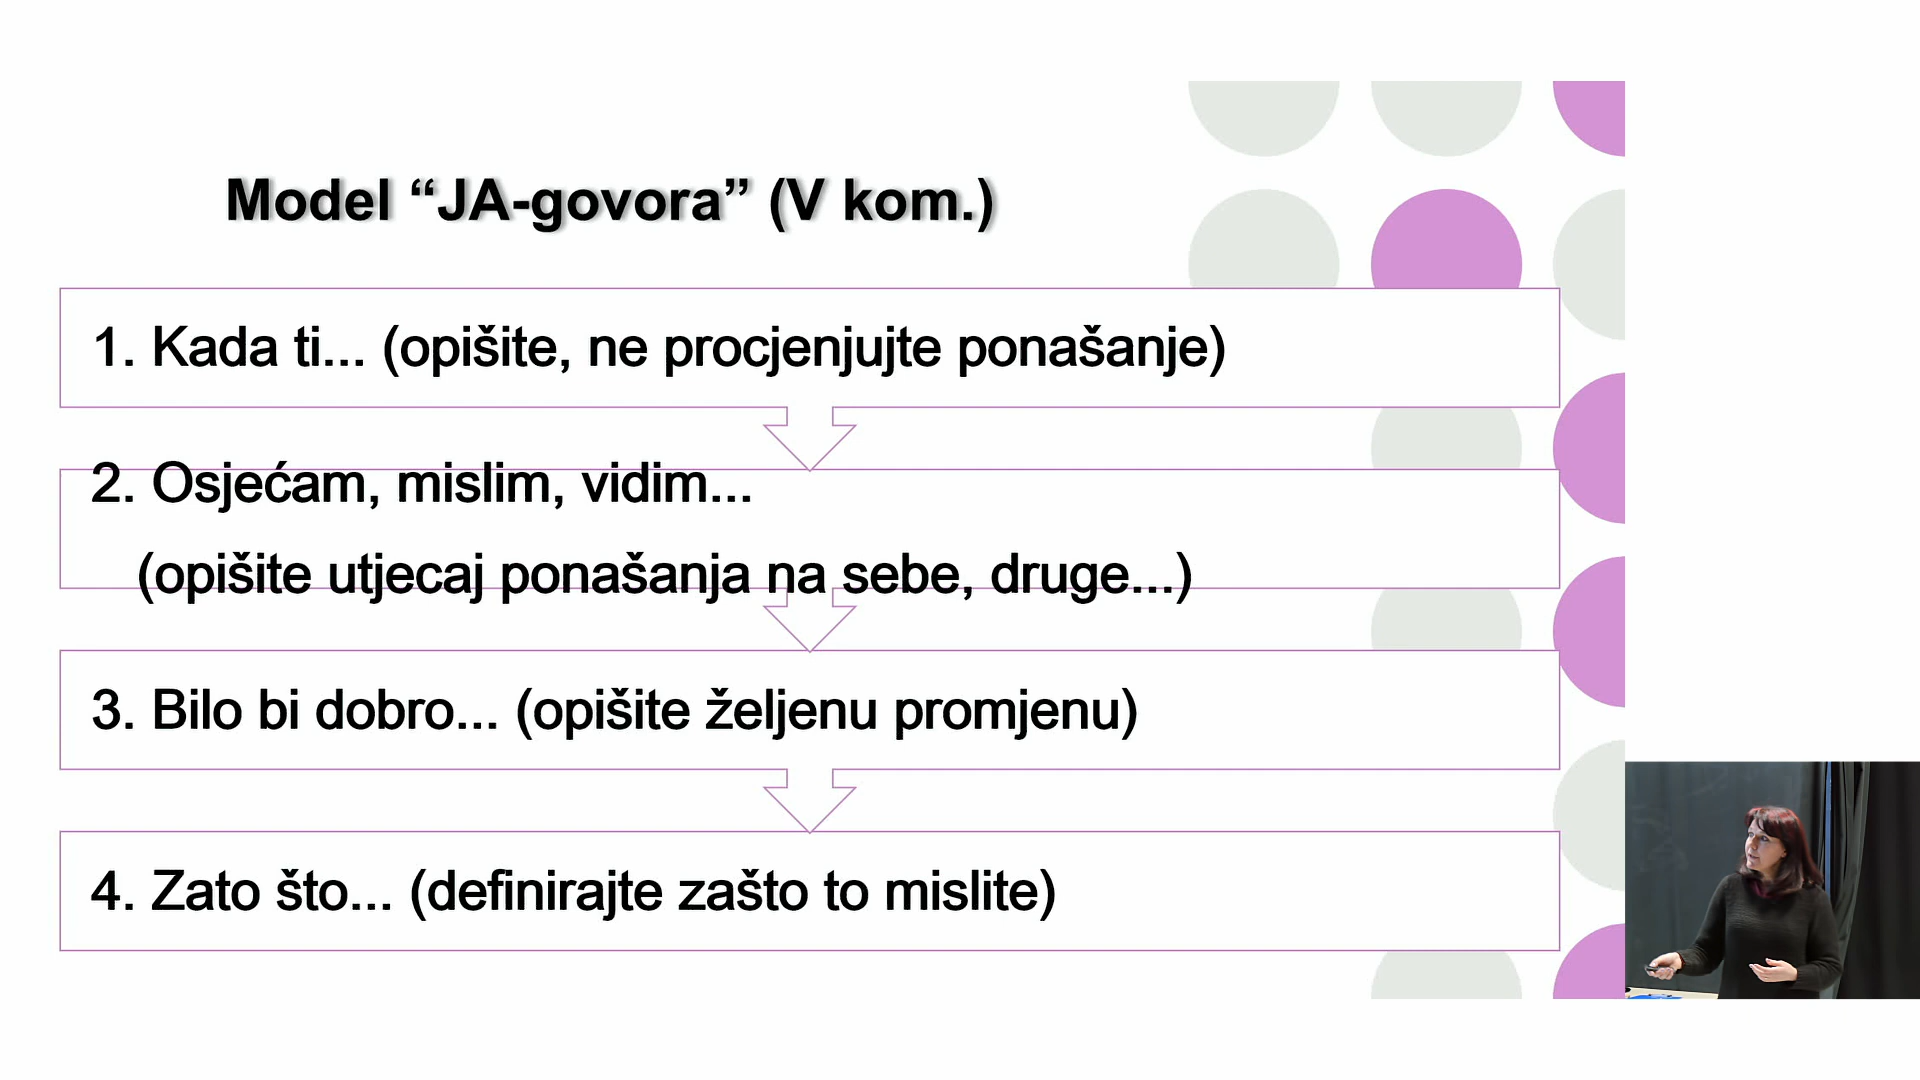 Model “JA-govora” (V kom.)
1. Kada ti... (opišite, ne procjenjujte ponašanje)
2. Osjećam, mislim, vidim...
(opišite utjecaj ponašanja na sebe, druge...)
3. Bilo bi dobro... (opišite željenu promjenu)
4. Zato što... (definirajte zašto to mislite)